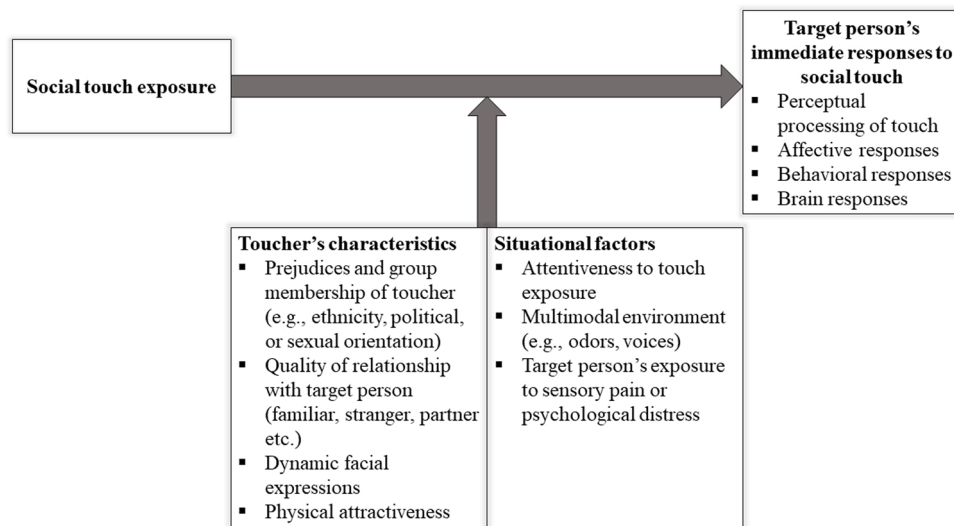 Social touch exposure
Target person's
immediate responses to
social touch
▪ Perceptual
processing of touch
▪ Affective responses
▪ Behavioral responses
▪ Brain responses
Toucher's characteristics
▪ Prejudices and group
membership of toucher
(e.g., ethnicity, political,
or sexual orientation)
▪ Quality of relationship
with target person
(familiar, stranger, partner
etc.)
▪ Dynamic facial
expressions
▪ Physical attractiveness
Situational factors
▪ Attentiveness to touch
exposure
▪ Multimodal environment
(e.g., odors, voices)
▪ Target person's exposure
to sensory pain or
psychological distress